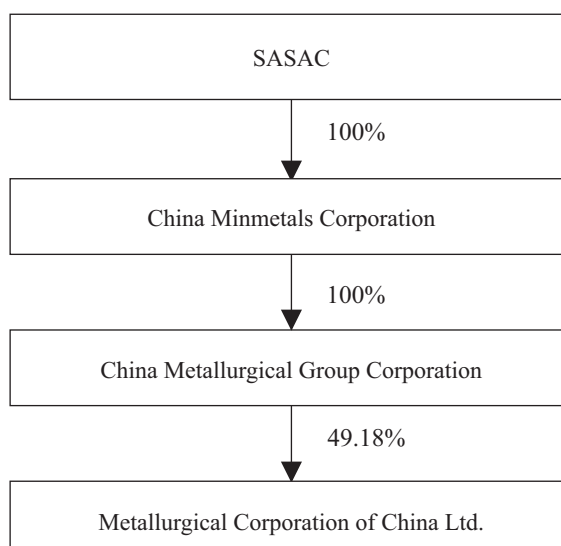 SASAC
100%
China Minmetals Corporation
100%
China Metallurgical Group Corporation
49.18%
Metallurgical Corporation of China Ltd.